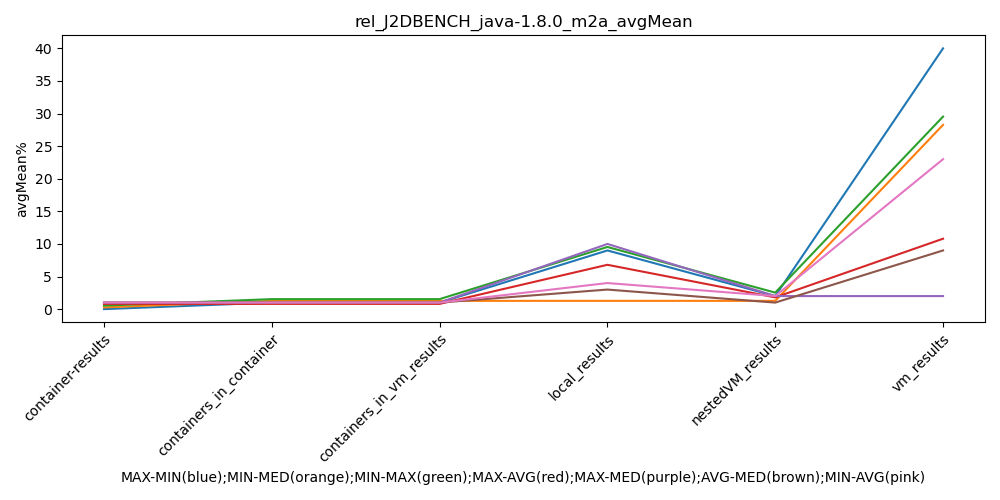 rel_J2DBENCH_java-1.8.0_m2a_avgMean
avgMean%
40
35
30
25
20
15
10
5
0
container-results
containers_in_container
containers_in_vm_results
local_results
nestedVM_results
vm_results
MAX-MIN(blue);MIN-MED(orange);MIN-MAX(green);MAX-AVG(red);MAX-MED(purple);AVG-MED(brown);MIN-AVG(pink)